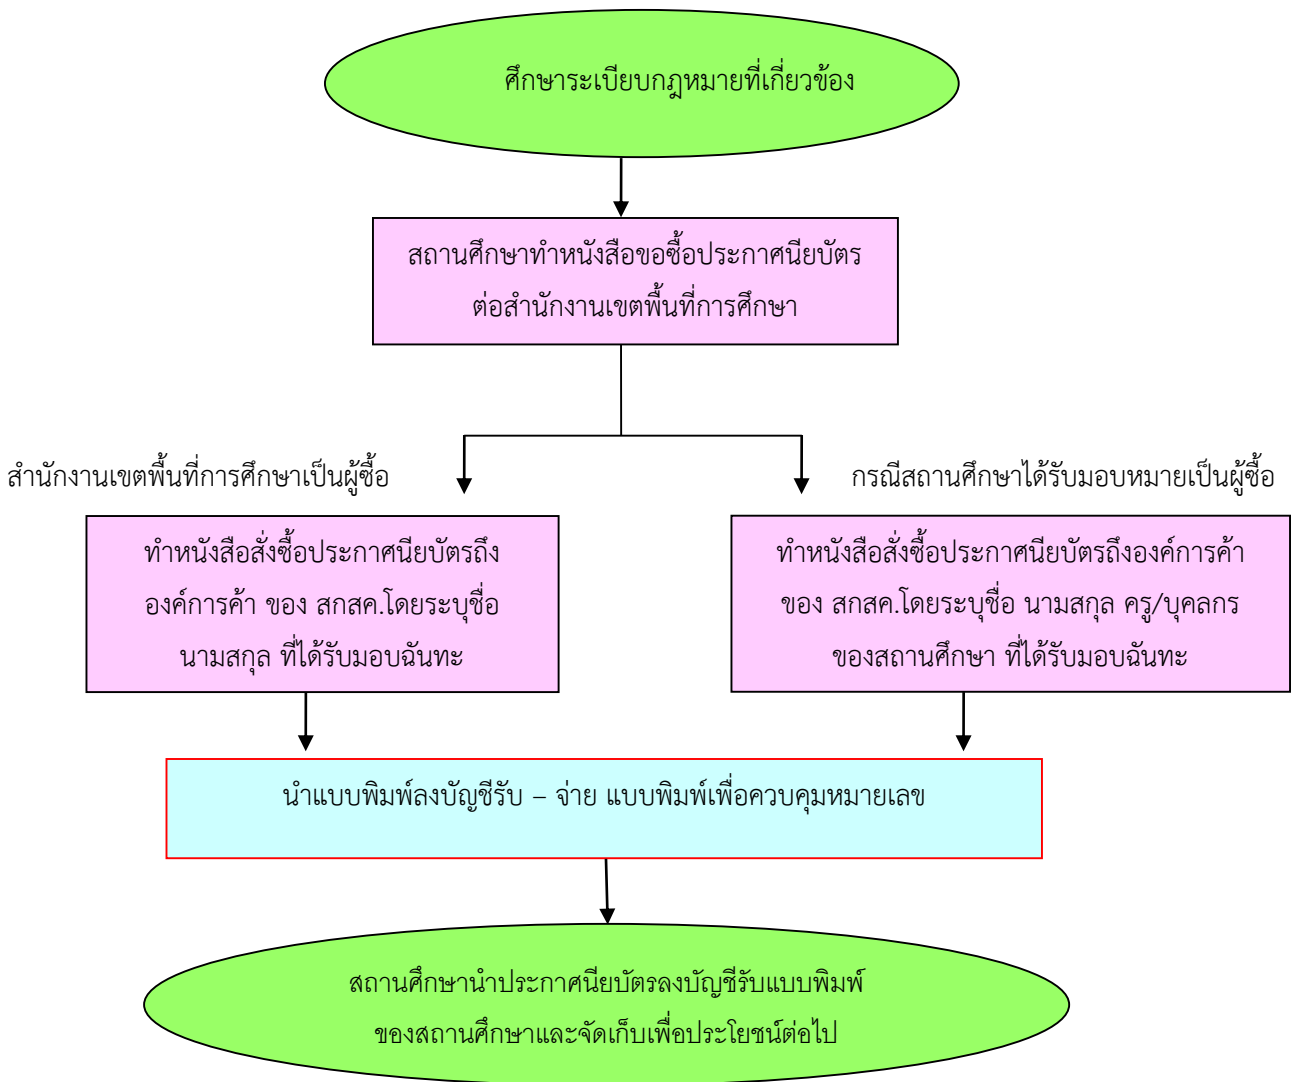 ศึกษาระเบียบกฎหมายที่เกี่ยวข้อง
สถานศึกษาทำหนังสือขอซื้อประกาศนียบัตร
ต่อสำนักงานเขตพื้นที่การศึกษา
สำนักงานเขตพื้นที่การศึกษาเป็นผู้ซื้อ
กรณีสถานศึกษาได้รับมอบหมายเป็นผู้ซื้อ
ทำหนังสือสั่งซื้อประกาศนียบัตรถึง
องค์การค้า ของ สกสค.โดยระบุชื่อ
นามสกุล ที่ได้รับมอบฉันทะ
ทำหนังสือสั่งซื้อประกาศนียบัตรถึงองค์การค้า
ของ สกสค.โดยระบุชื่อ นามสกุล ครู/บุคลกร
ของสถานศึกษา ที่ได้รับมอบฉันทะ
นำแบบพิมพ์ลงบัญชีรับ – จ่าย แบบพิมพ์เพื่อควบคุมหมายเลข
สถานศึกษานำประกาศนียบัตรลงบัญชีรับแบบพิมพ์
ของสถานศึกษาและจัดเก็บเพื่อประโยชน์ต่อไป